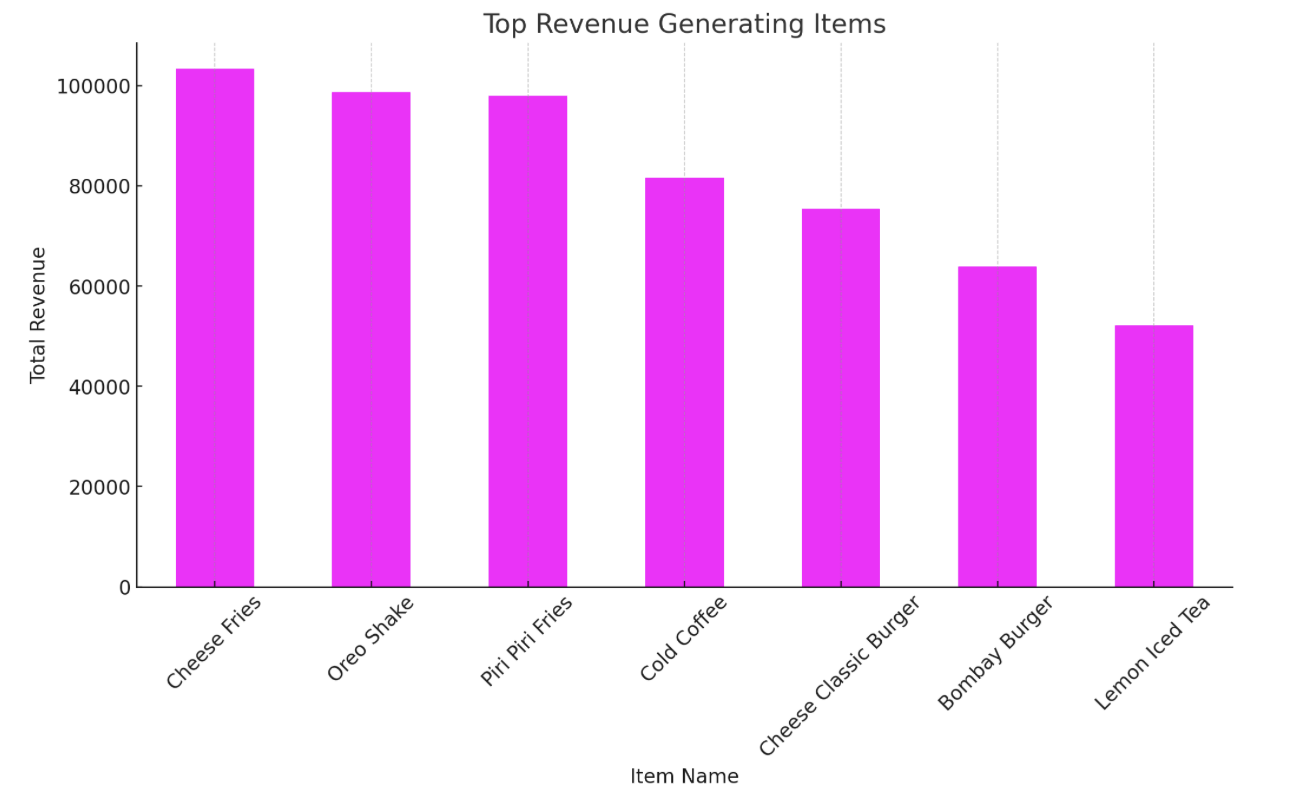 Top Revenue Generating Items
Total Revenue
100000
80000
60000
40000
20000
0
Cheese Fries
Oreo Shake
Piri Piri Fries
Cold Coffee
Cheese Classic Burger
Bombay Burger
Lemon Iced Tea
Item Name